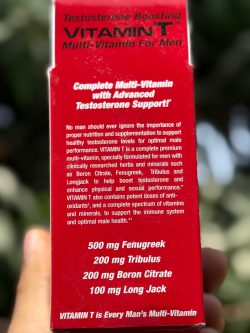 Testosterone Boosting
VITAMIN T™
Multi-Vitamin For Men
Complete Multi-Vitamin
with Advanced
Testosterone Support!*
No man should ever ignore the importance of
proper nutrition and supplementation to support
healthy testosterone levels for optimal male
performance. VITAMIN T is a complete premium
multi-vitamin, specially formulated for men with
clinically researched herbs and minerals such
as Boron Citrate, Fenugreek, Tribulus and
Longjack to help boost testosterone and
enhance physical and sexual performance.*
VITAMIN T also contains potent doses of anti-
oxidants¹, and a complete spectrum of vitamins
and minerals, to support the immune system
and optimal male health.*¹
500 mg Fenugreek
200 mg Tribulus
200 mg Boron Citrate
100 mg Long Jack
VITAMIN T is Every Man's Multi-Vitamin